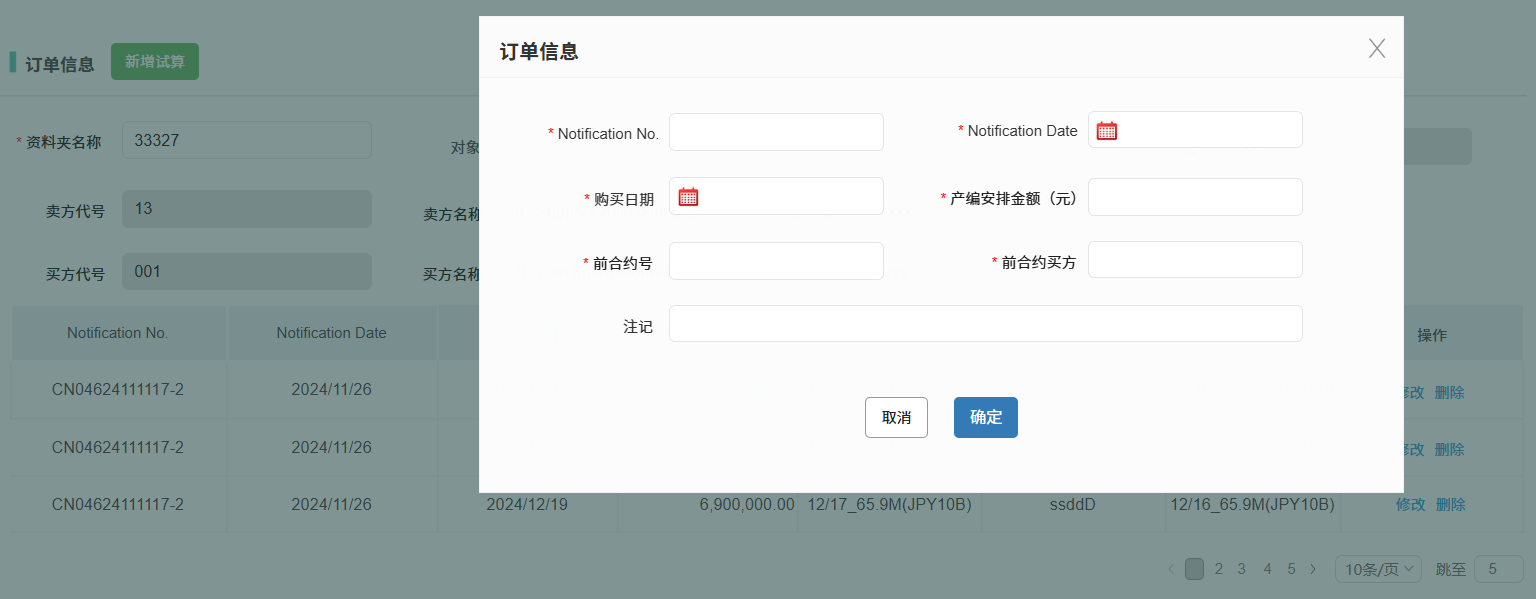 订单信息 新增试算
* 资料夹名称 33327 对象
卖方代号 13 卖方名称
买方代号 001 买方名称
订单信息
* Notification No. * Notification Date
* 购买日期 * 产编安排金额（元）
* 前合约号 * 前合约买方
注记
取消 确定
Notification No. Notification Date 操作
CN04624111117-2 2024/11/26 修改 删除
CN04624111117-2 2024/11/26 修改 删除
CN04624111117-2 2024/11/26 2024/12/19 6,900,000.00 12/17_65.9M(JPY10B) ssddD 12/16_65.9M(JPY10B) 修改 删除
2 3 4 5 10条/页 跳至 5